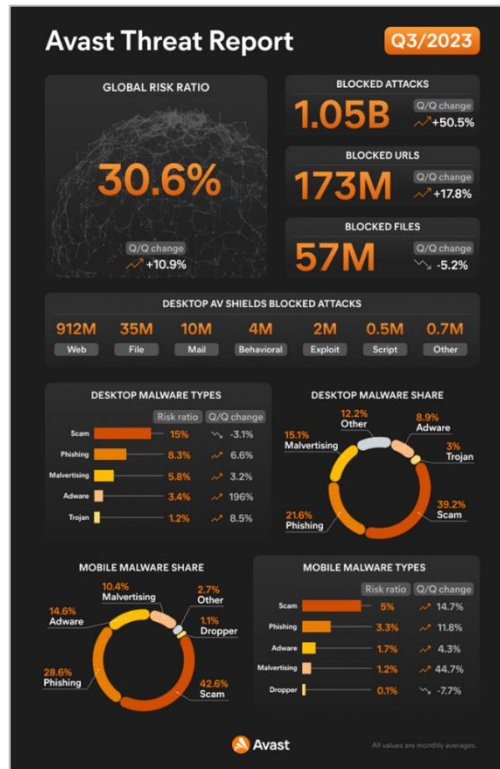 Avast Threat Report
Q3/2023
GLOBAL RISK RATIO
30.6%
Q/Q change
+10.9%
BLOCKED ATTACKS
1.05B
Q/Q change
+50.5%
BLOCKED URLS
173M
Q/Q change
+17.8%
BLOCKED FILES
57M
Q/Q change
-5.2%
DESKTOP AV SHIELDS BLOCKED ATTACKS
912M 35M 10M 4M 2M 0.5M 0.7M
Web File Mail Behavioral Exploit Script Other
DESKTOP MALWARE TYPES
Risk ratio Q/Q change
Scam 15% -3.1%
Phishing 8.3% 6.6%
Malvertising 5.8% 3.2%
Adware 3.4% 196%
Trojan 1.2% 8.5%
DESKTOP MALWARE SHARE
12.2%
Other
8.9%
Adware
15.1%
Malvertising
3%
Trojan
21.6%
Phishing
39.2%
Scam
MOBILE MALWARE SHARE
10.4%
Malvertising
2.7%
Other
14.6%
Adware
1.1%
Dropper
28.6%
Phishing
42.6%
Scam
MOBILE MALWARE TYPES
Risk ratio Q/Q change
Scam 5% 14.7%
Phishing 3.3% 11.8%
Adware 1.7% 4.3%
Malvertising 1.2% 44.7%
Dropper 0.1% -7.7%
Avast
All values are monthly averages.